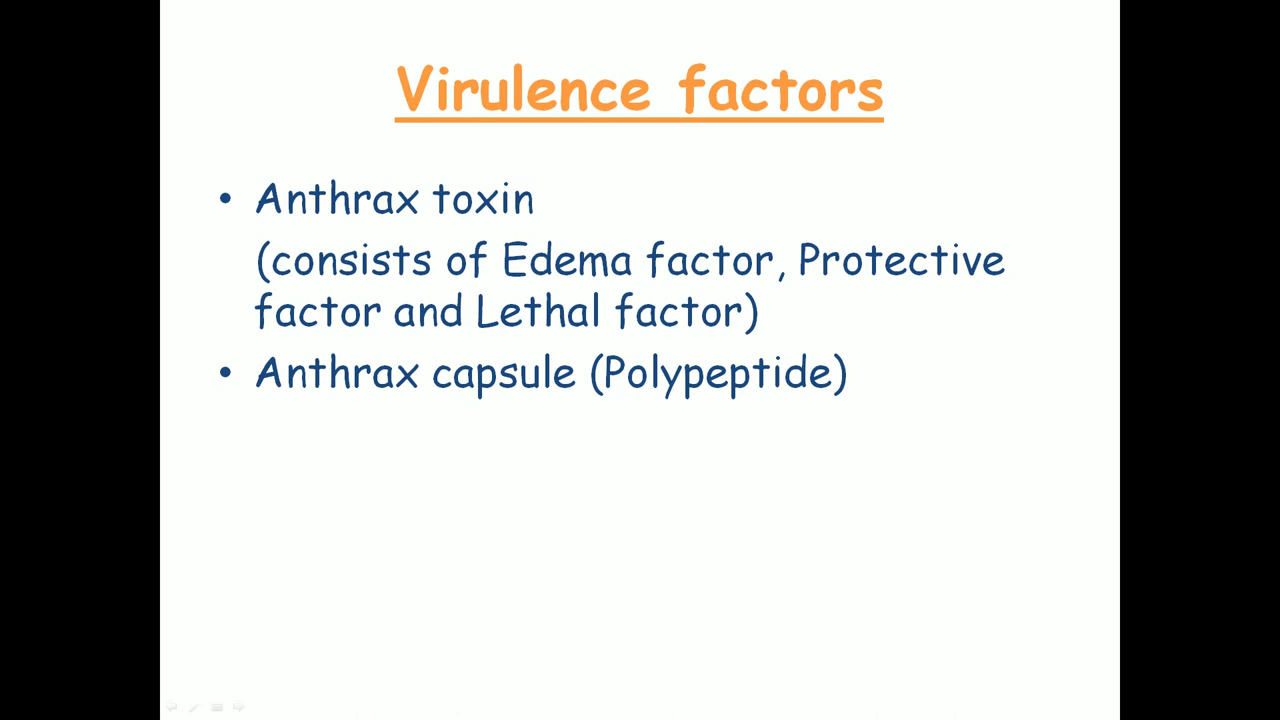 Virulence factors
• Anthrax toxin
(consists of Edema factor, Protective
factor and Lethal factor)
• Anthrax capsule (Polypeptide)